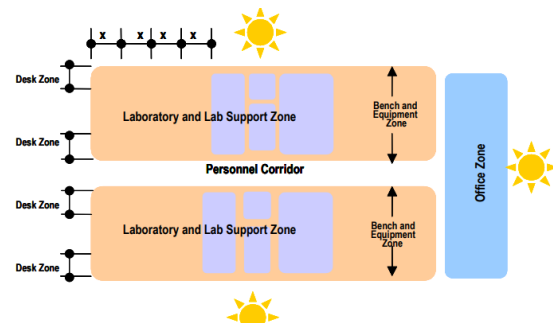 x x x
Desk Zone
Laboratory and Lab Support Zone
Bench and
Equipment
Zone
Desk Zone
Personnel Corridor
Office Zone
Desk Zone
Laboratory and Lab Support Zone
Bench and
Equipment
Zone
Desk Zone